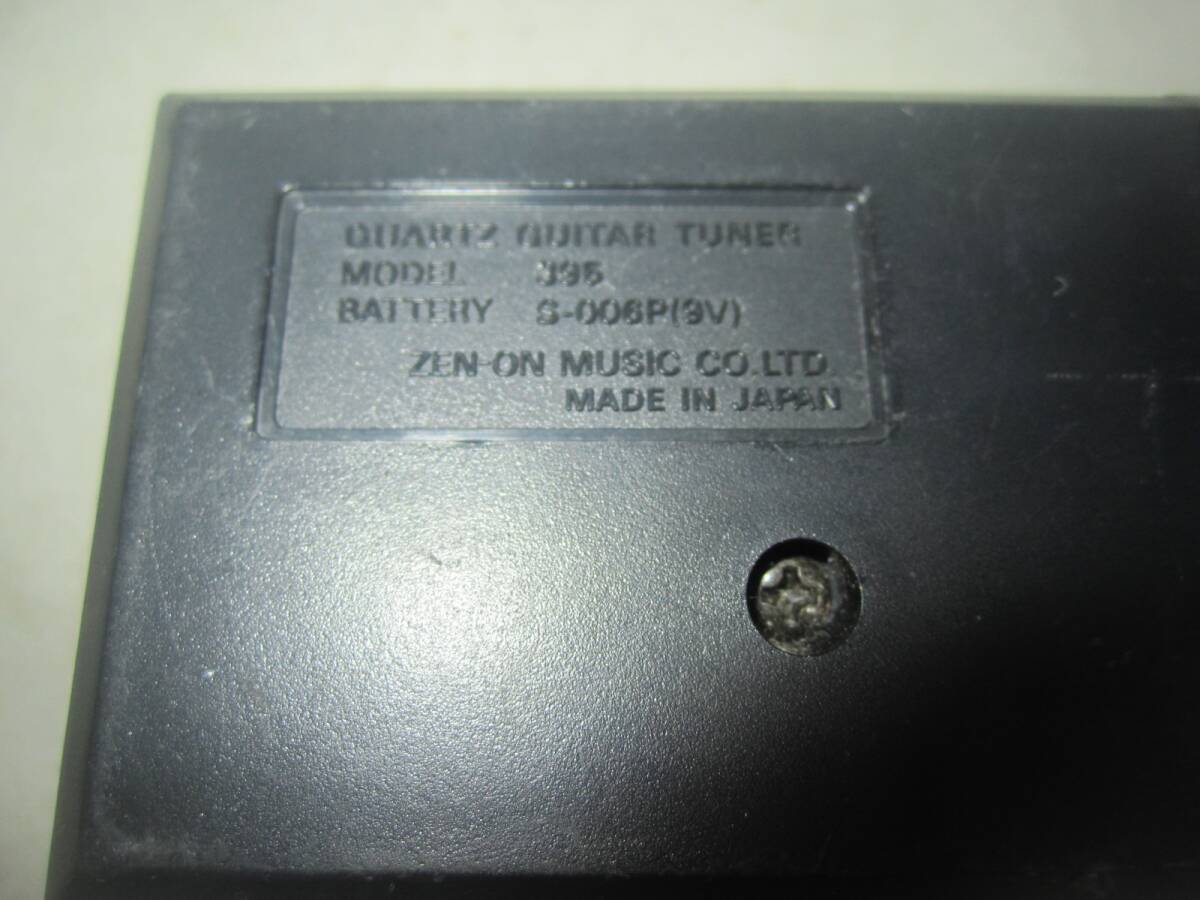 QUARTZ GUITAR TUNER
MODEL 395
BATTERY S-006P(9V)
ZEN-ON MUSIC CO.LTD
MADE IN JAPAN